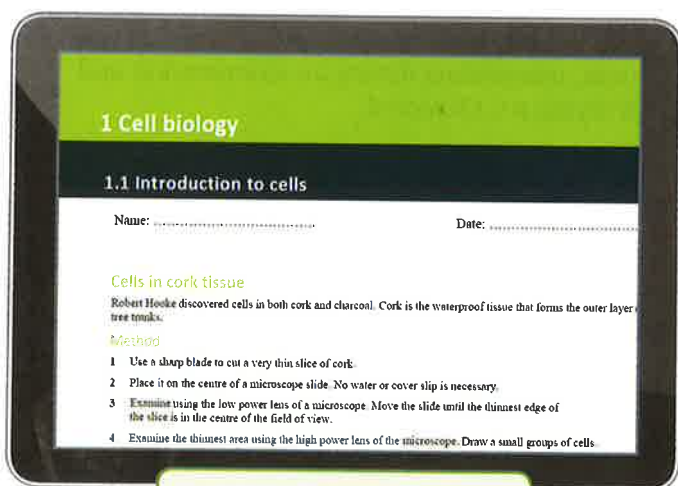 1 Cell biology
1.1 Introduction to cells
Name: ........................................ Date: ........................................
Cells in cork tissue
Robert Hooke discovered cells in both cork and charcoal. Cork is the waterproof tissue that forms the outer layer
tree trunks.
Method
1 Use a sharp blade to cut a very thin slice of cork.
2 Place it on the centre of a microscope slide. No water or cover slip is necessary.
3 Examine using the low power lens of a microscope. Move the slide until the thinnest edge of
the slice is in the centre of the field of view.
4 Examine the thinnest area using the high power lens of the microscope. Draw a small groups of cells